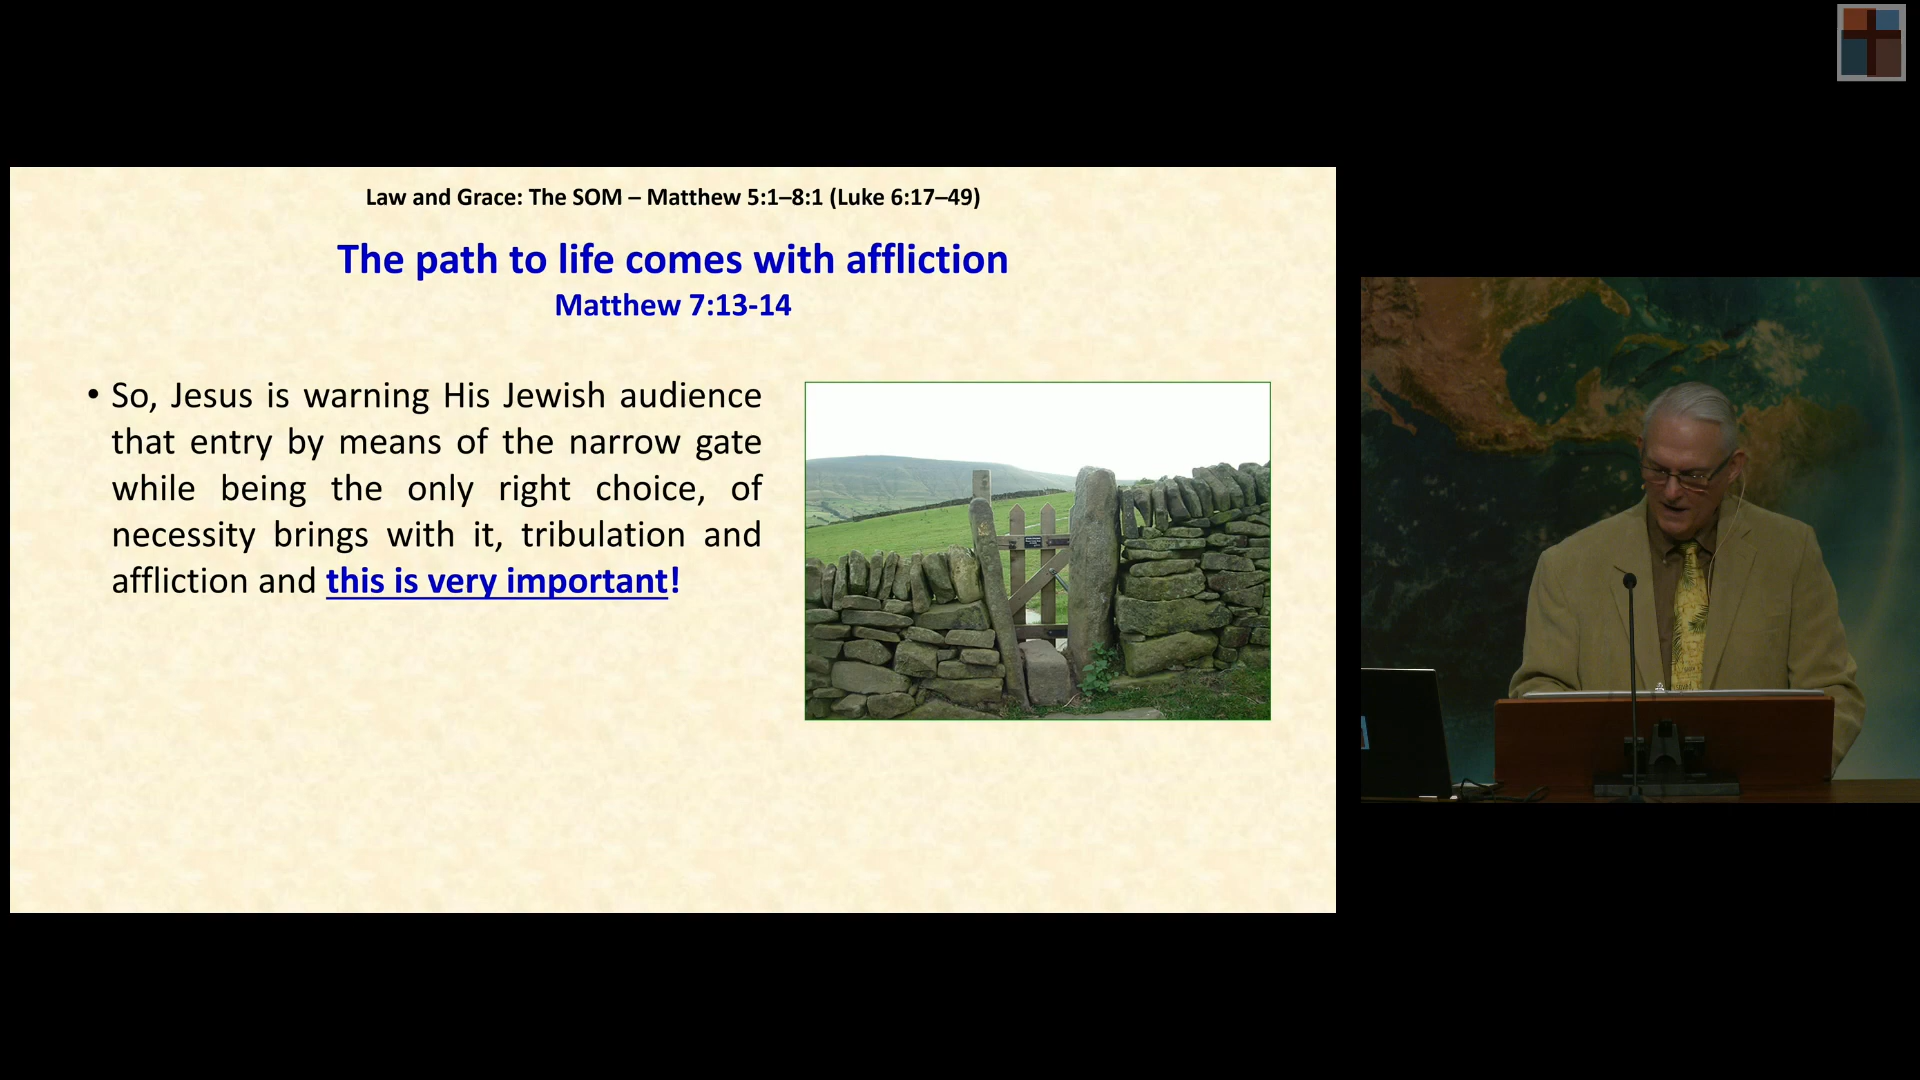 Law and Grace: The SOM – Matthew 5:1–8:1 (Luke 6:17–49)
The path to life comes with affliction
Matthew 7:13-14
• So, Jesus is warning His Jewish audience
that entry by means of the narrow gate
while being the only right choice, of
necessity brings with it, tribulation and
affliction and this is very important!